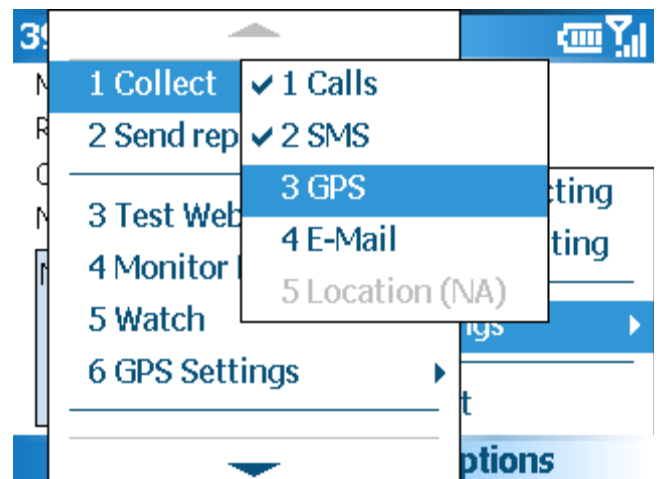 1 Collect
1 Calls
2 Send rep
2 SMS
3 GPS
4 E-Mail
5 Location (NA)
3 Test Web
4 Monitor
5 Watch
6 GPS Settings
cting
ting
ngs
t
ptions